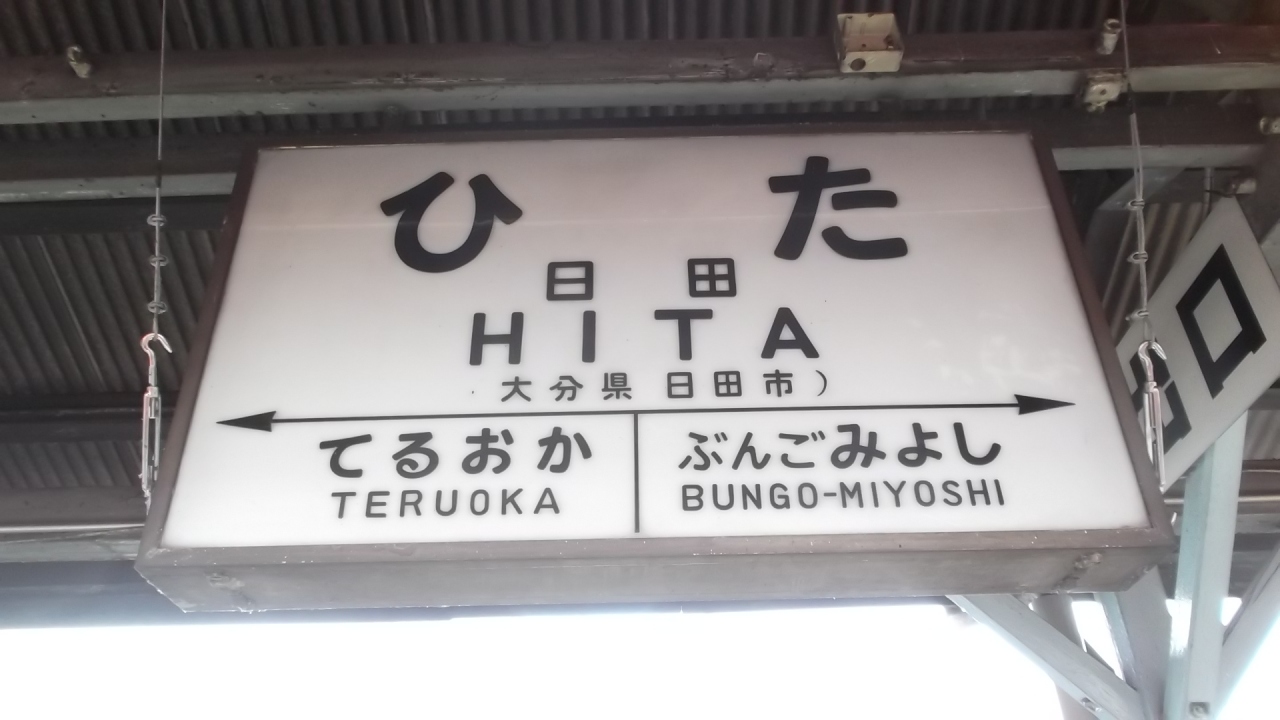 ひた
日田
HITA
大分県 日田市）
てるおか
TERUOKA
ぶんごみよし
BUNGO-MIYOSHI
口